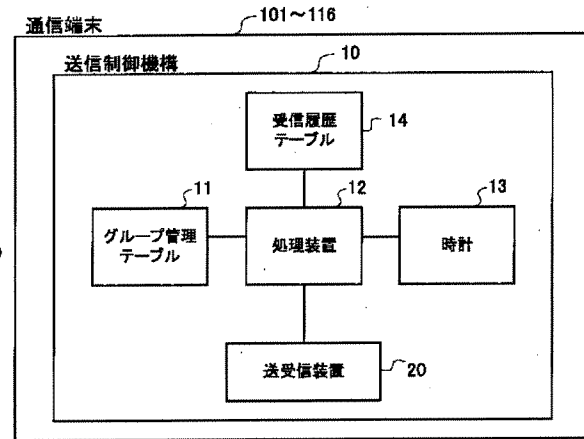 通信端末
101～116
送信制御機構
10
受信履歴
テーブル
14
11
グループ管理
テーブル
12
処理装置
13
時計
送受信装置
20